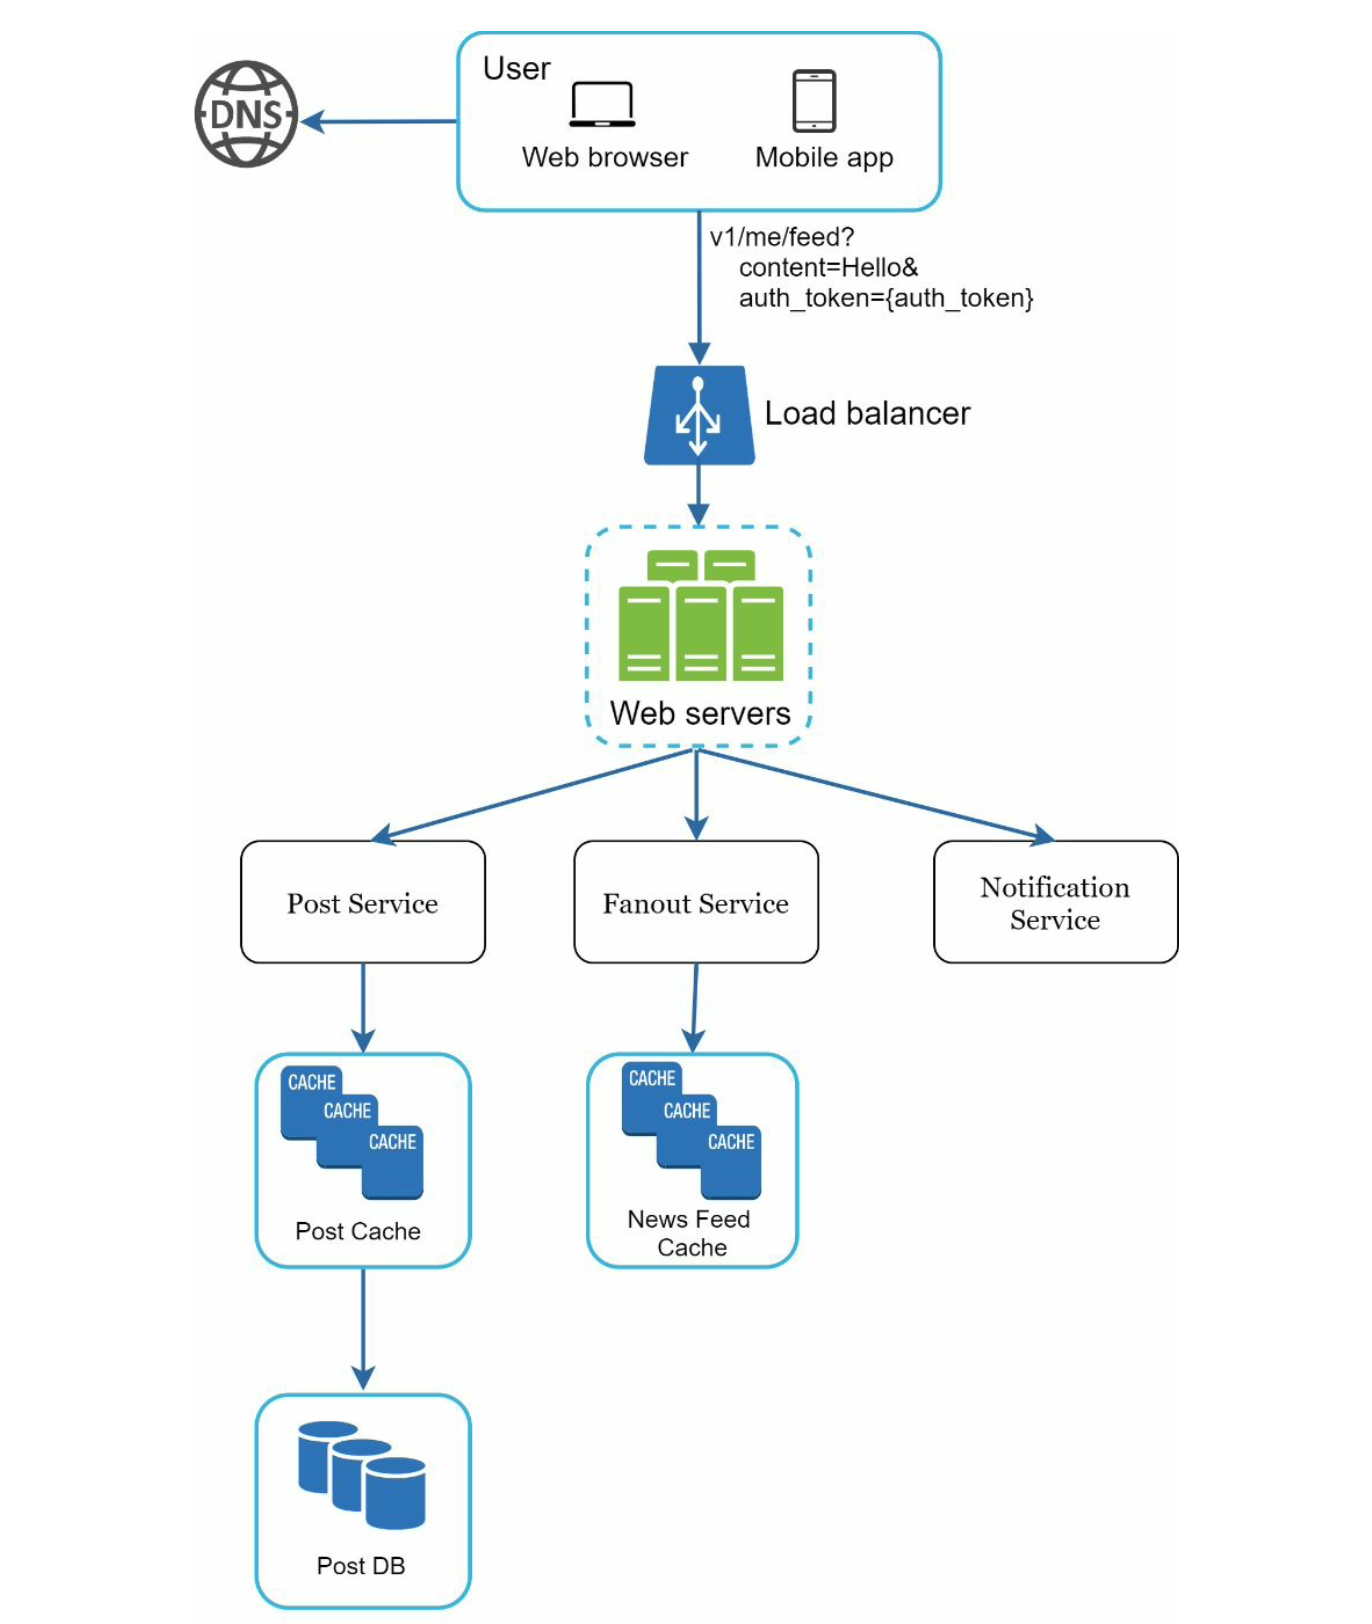 User
DNS
Web browser
Mobile app
v1/me/feed?
content=Hello&
auth_token={auth_token}
Load balancer
Web servers
Post Service
Fanout Service
Notification
Service
CACHE
CACHE
CACHE
Post Cache
CACHE
CACHE
CACHE
News Feed
Cache
Post DB